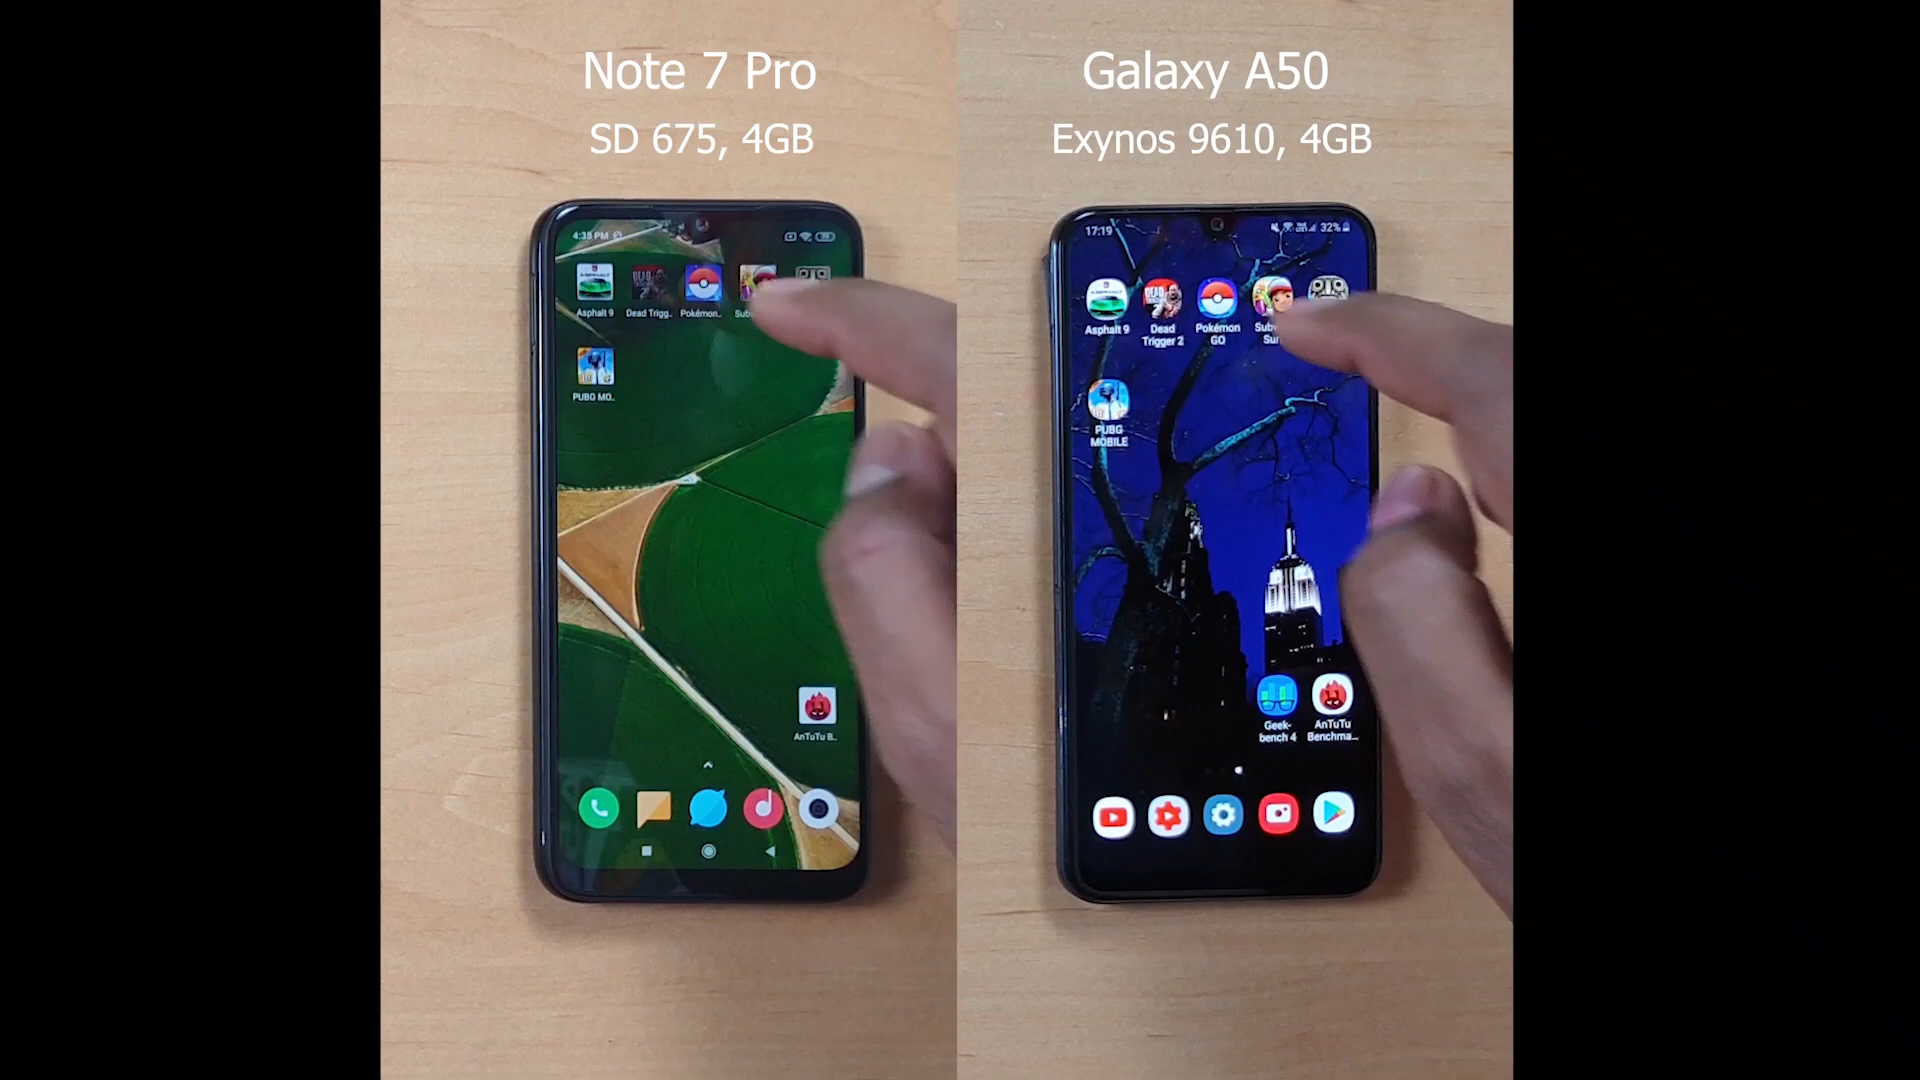 Note 7 Pro
SD 675, 4GB
4:35 PM
Asphalt 9
Dead Trigg..
Pokémon..
PUBG MO..
AnTuTu B..
Galaxy A50
Exynos 9610, 4GB
17:19
32%
Asphalt 9
Dead
Trigger 2
Pokémon
GO
PUBG
MOBILE
Geek-
bench 4
AnTuTu
Benchma...